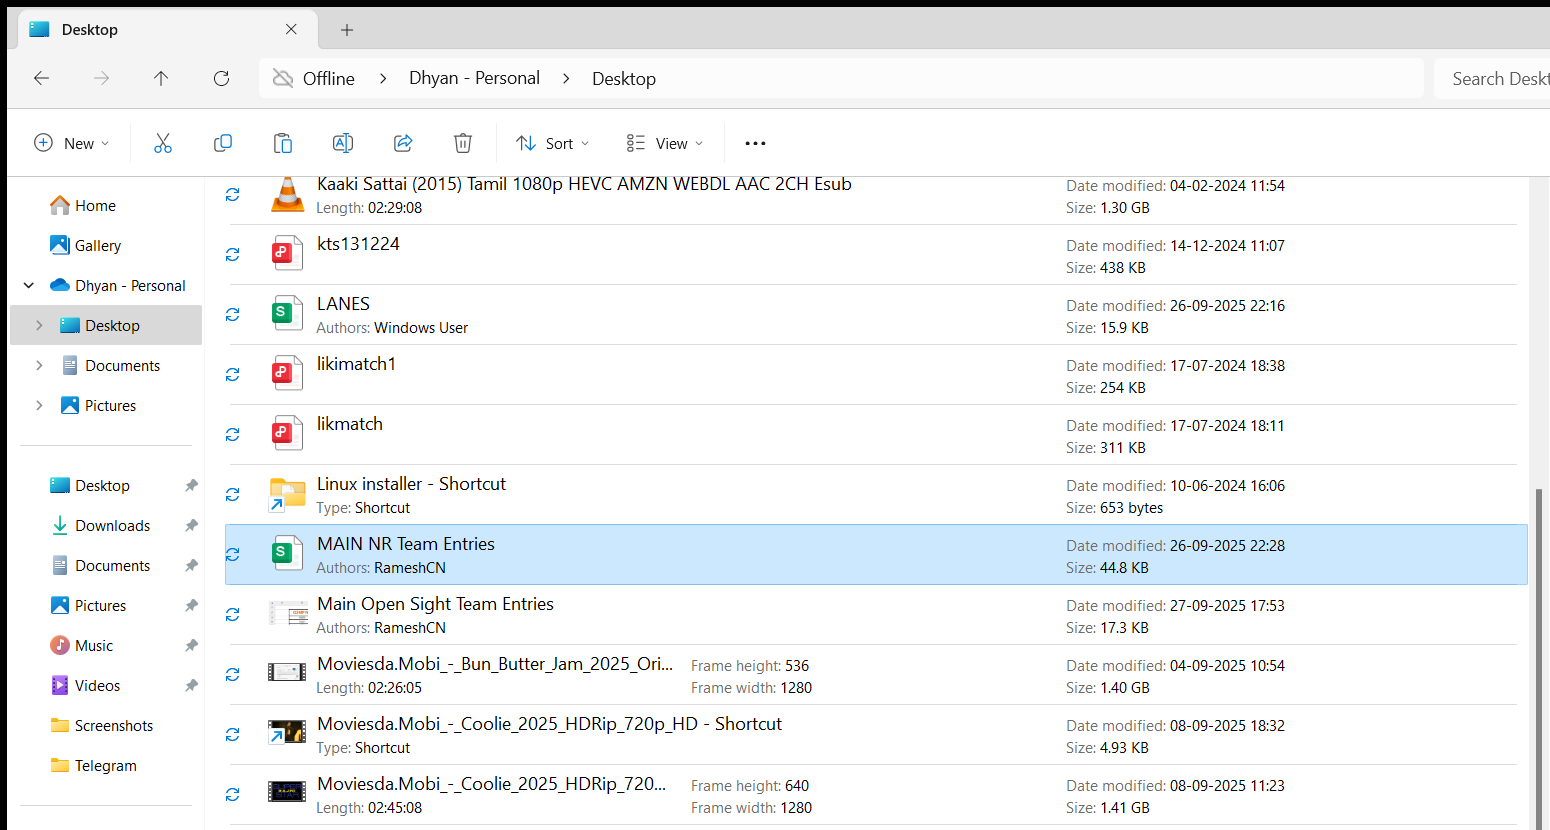 Desktop
Offline > Dhyan - Personal > Desktop
New
Sort
View
Home
Gallery
Dhyan - Personal
Desktop
Documents
Pictures
Desktop
Downloads
Documents
Pictures
Music
Videos
Screenshots
Telegram
Kaaki Sattai (2015) Tamil 1080p HEVC AMZN WEBDL AAC 2CH Esub
Length: 02:29:08
Date modified: 04-02-2024 11:54
Size: 1.30 GB
kts131224
Date modified: 14-12-2024 11:07
Size: 438 KB
LANES
Authors: Windows User
Date modified: 26-09-2025 22:16
Size: 15.9 KB
likimatch1
Date modified: 17-07-2024 18:38
Size: 254 KB
likmatch
Date modified: 17-07-2024 18:11
Size: 311 KB
Linux installer - Shortcut
Type: Shortcut
Date modified: 10-06-2024 16:06
Size: 653 bytes
MAIN NR Team Entries
Authors: RameshCN
Date modified: 26-09-2025 22:28
Size: 44.8 KB
Main Open Sight Team Entries
Authors: RameshCN
Date modified: 27-09-2025 17:53
Size: 17.3 KB
Moviesda.Mobi_-_Bun_Butter_Jam_2025_Ori...
Length: 02:26:05
Frame height: 536
Frame width: 1280
Date modified: 04-09-2025 10:54
Size: 1.40 GB
Moviesda.Mobi_-_Coolie_2025_HDRip_720p_HD - Shortcut
Type: Shortcut
Date modified: 08-09-2025 18:32
Size: 4.93 KB
Moviesda.Mobi_-_Coolie_2025_HDRip_720...
Length: 02:45:08
Frame height: 640
Frame width: 1280
Date modified: 08-09-2025 11:23
Size: 1.41 GB
Search Deskt